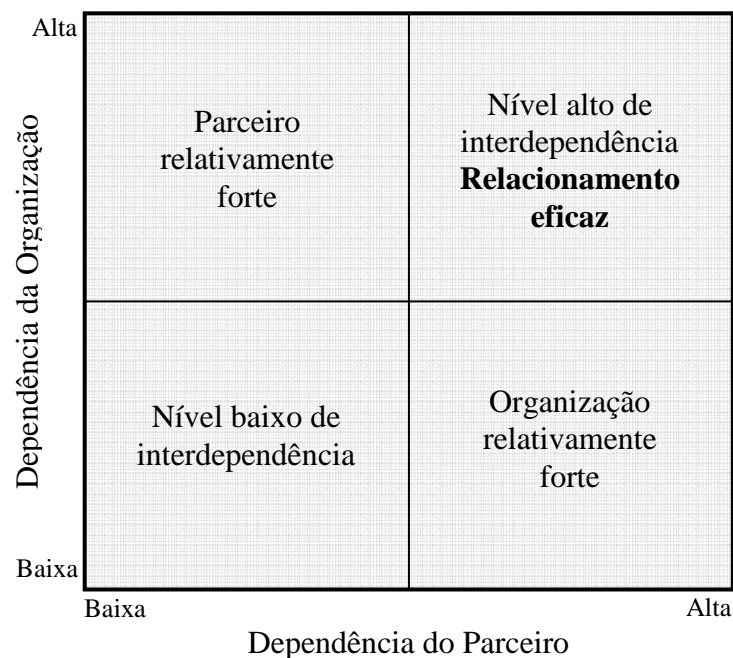 Alta
Dependência da Organização
Parceiro
relativamente
forte
Nível alto de
interdependência
Relacionamento
eficaz
Nível baixo de
interdependência
Organização
relativamente
forte
Baixa
Baixa
Alta
Dependência do Parceiro